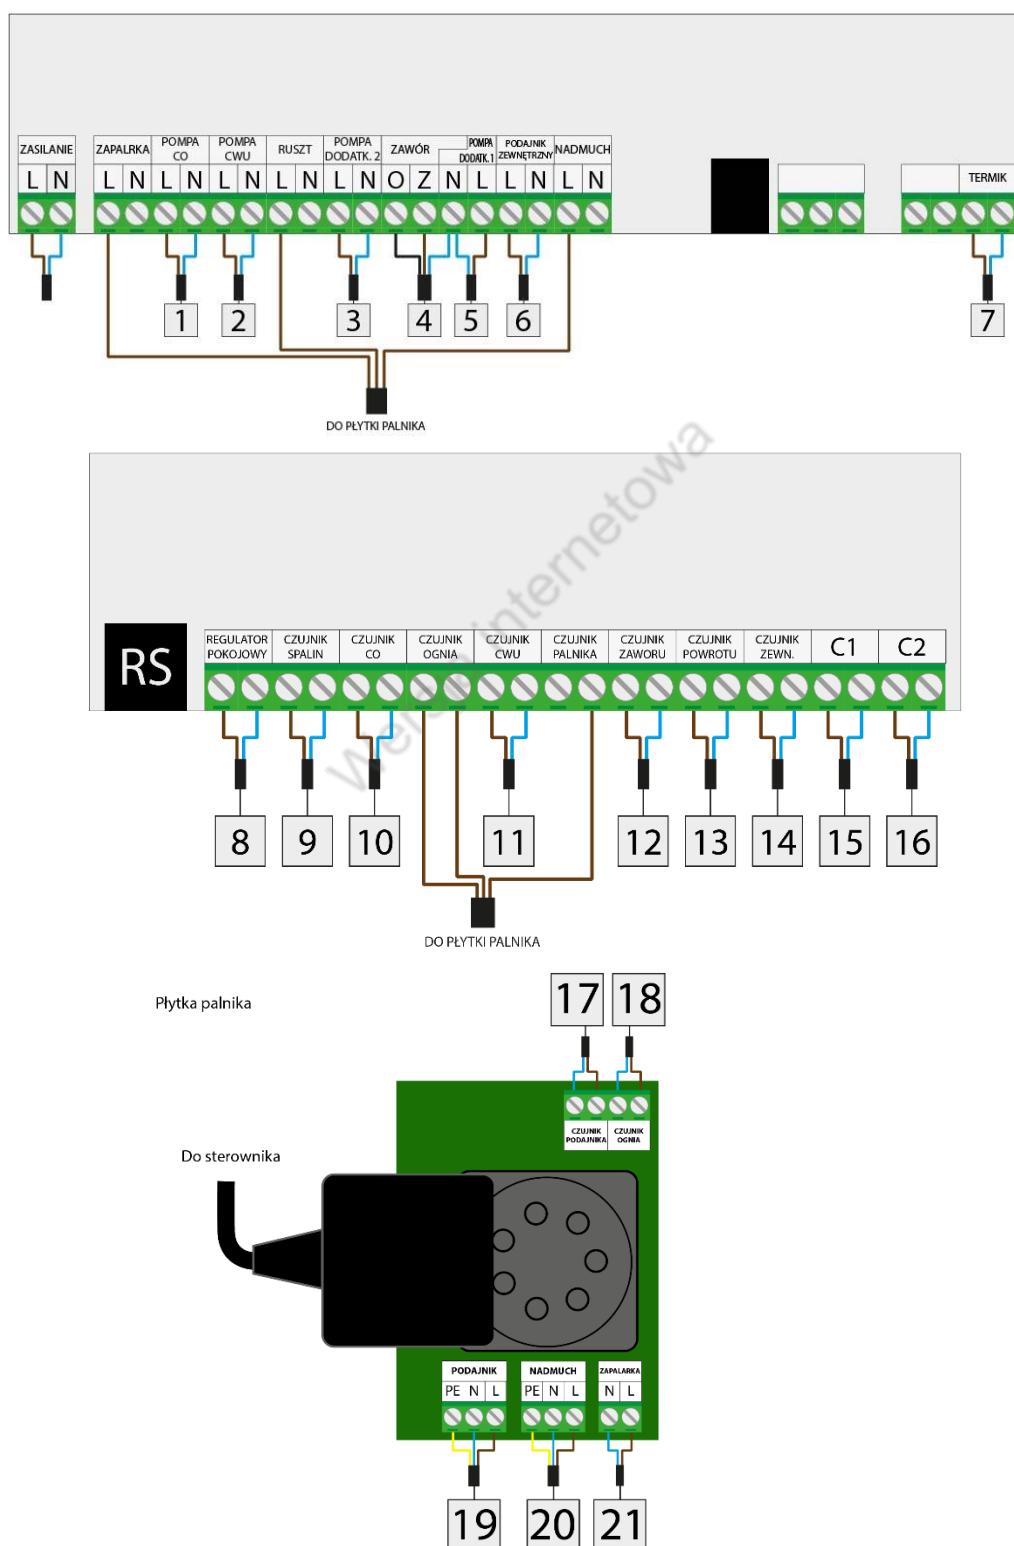 ZASILANIE
L N
ZAPALRKA
L N
POMPA
CO
L N
POMPA
CWU
L N
RUSZT
L N
POMPA
DODATK. 2
L N
ZAWÓR
O Z N
POMPA
DODATK. 1
L
PODAJNIK
ZEWNĘTRZNY
L N
NADMUCH
L N
TERMIK
1
2
3
4
5
6
7
DO PŁYTKI PALNIKA
Wersja internetowa
RS
REGULATOR
POKOJOWY
CZUJNIK
SPALIN
CZUJNIK
CO
CZUJNIK
OGNIA
CZUJNIK
CWU
CZUJNIK
PALNIKA
CZUJNIK
ZAWORU
CZUJNIK
POWROTU
CZUJNIK
ZEWN.
C1
C2
8
9
10
11
12
13
14
15
16
DO PŁYTKI PALNIKA
Płytka palnika
17
18
CZUJNIK
PODAJNIKA
CZUJNIK
OGNIA
Do sterownika
PODAJNIK
PE N L
NADMUCH
PE N L
ZAPALARKA
N L
19
20
21